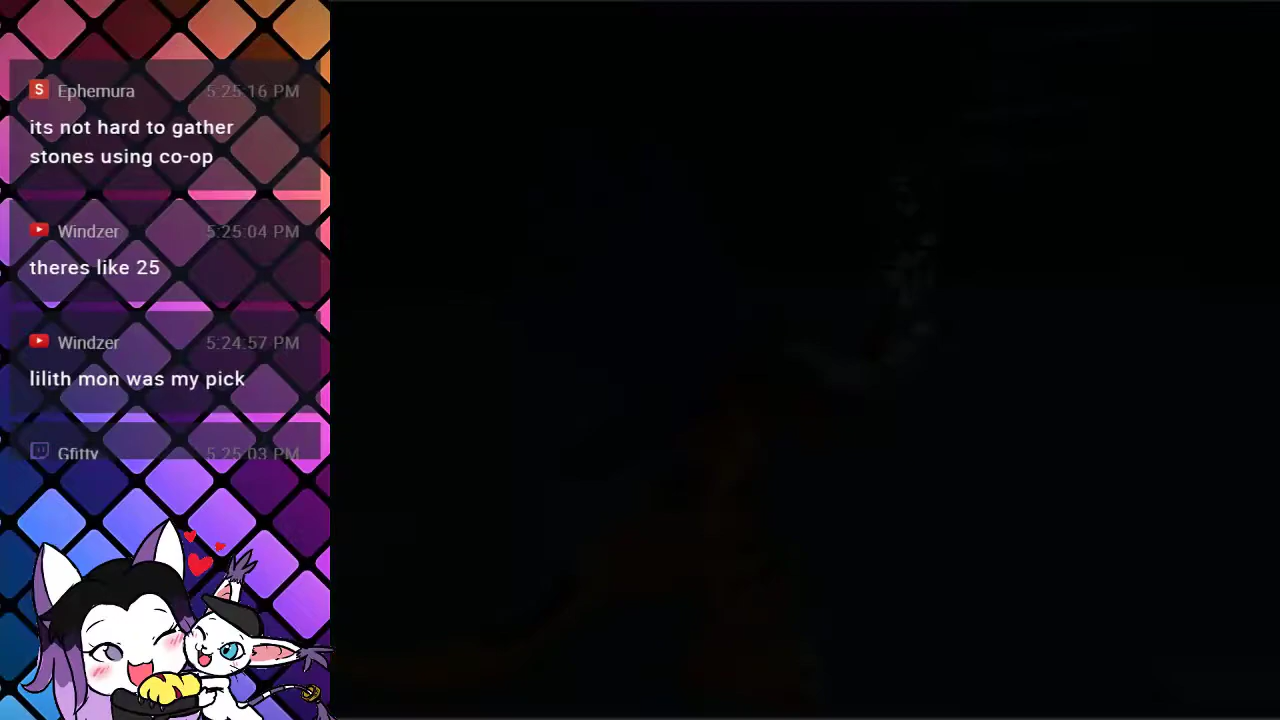 S Ephemura 5:25:16 PM
its not hard to gather
stones using co-op
Windzer 5:25:04 PM
theres like 25
Windzer 5:24:57 PM
lilith mon was my pick
Gfitty 5:25:03 PM